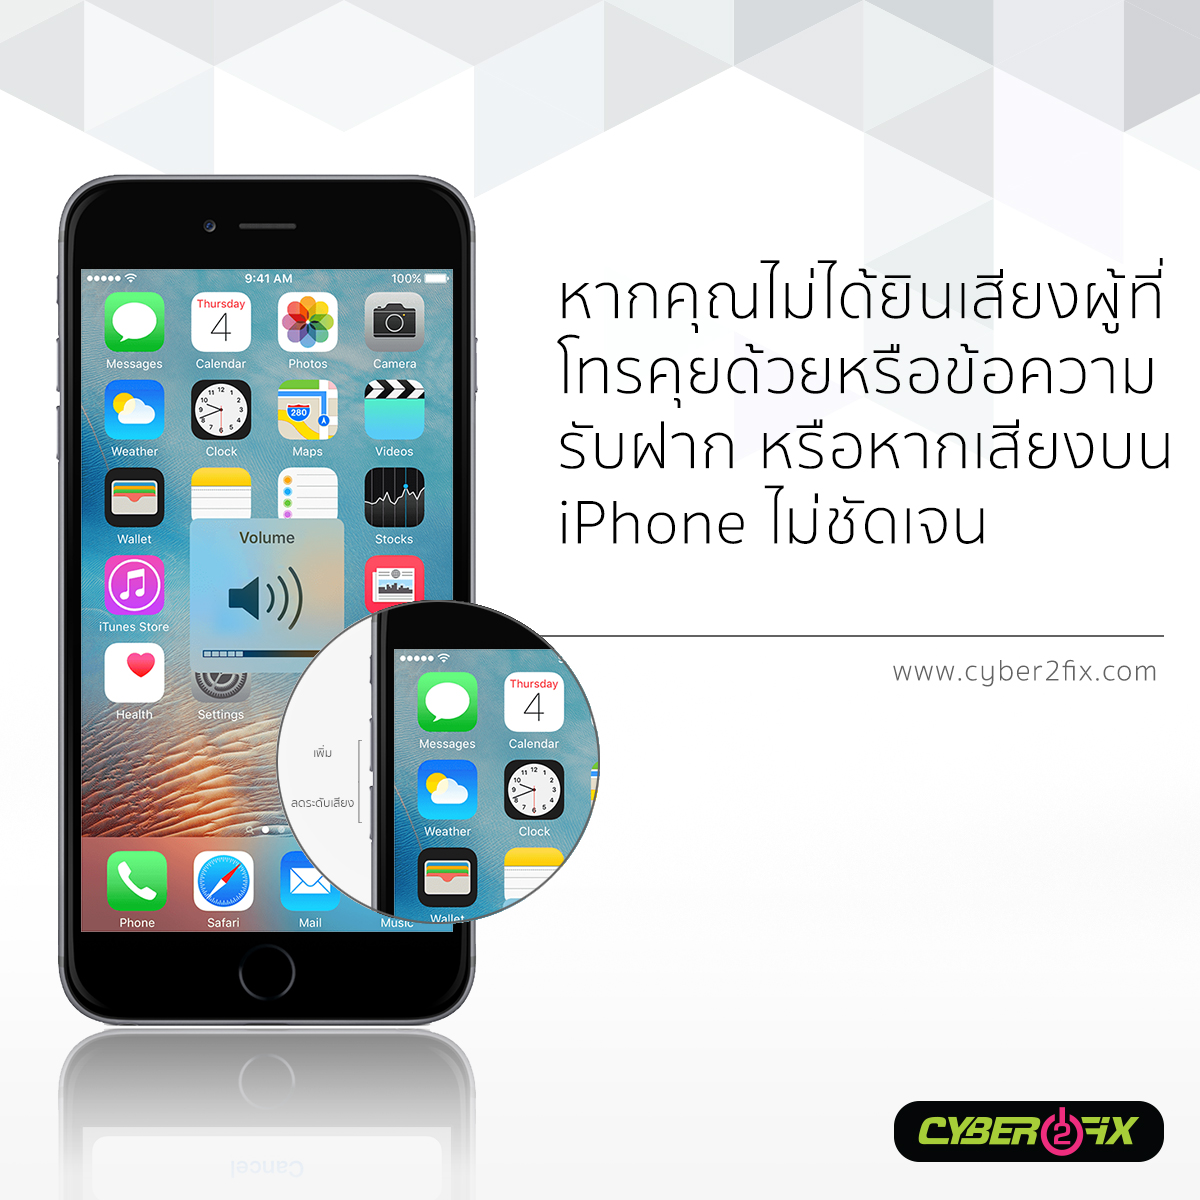 9:41 AM
100%
Thursday
4
Messages
Calendar
Photos
Camera
280
Weather
Clock
Maps
Videos
Wallet
Stocks
Volume
iTunes Store
Health
Settings
Phone
Safari
Mail
Music
เพิ่ม
ลดระดับเสียง
Thursday
4
Messages
Calendar
Weather
Clock
Wallet
หากคุณไม่ได้ยินเสียงผู้ที่
โทรคุยด้วยหรือข้อความ
รับฝาก หรือหากเสียงบน
iPhone ไม่ชัดเจน
www.cyber2fix.com
Cancel
CYBER2FIX